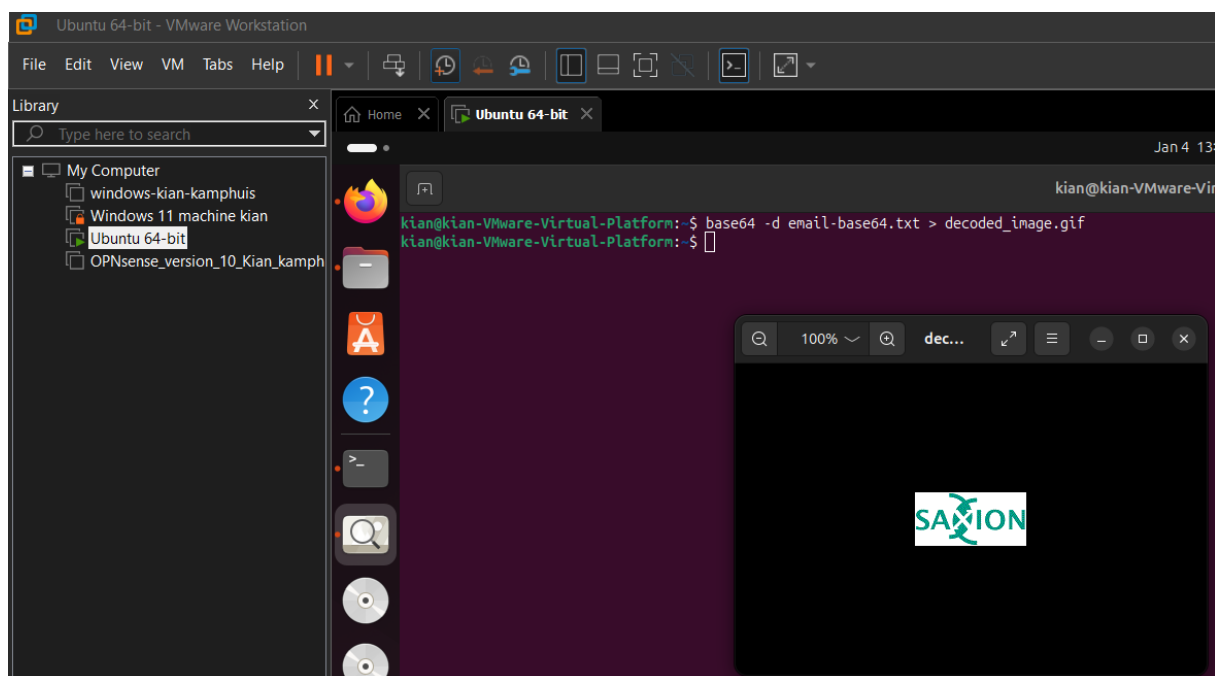 Ubuntu 64-bit - VMware Workstation
File Edit View VM Tabs Help
Library X
Type here to search
My Computer
windows-kian-kamphuis
Windows 11 machine kian
Ubuntu 64-bit
OPNsense_version_10_Kian_kamph
Home
Ubuntu 64-bit
Jan 4 13:
kian@kian-VMware-Vir
kian@kian-VMware-Virtual-Platform:~$ base64 -d email-base64.txt > decoded_image.gif
kian@kian-VMware-Virtual-Platform:~$
100% dec...
SAXION